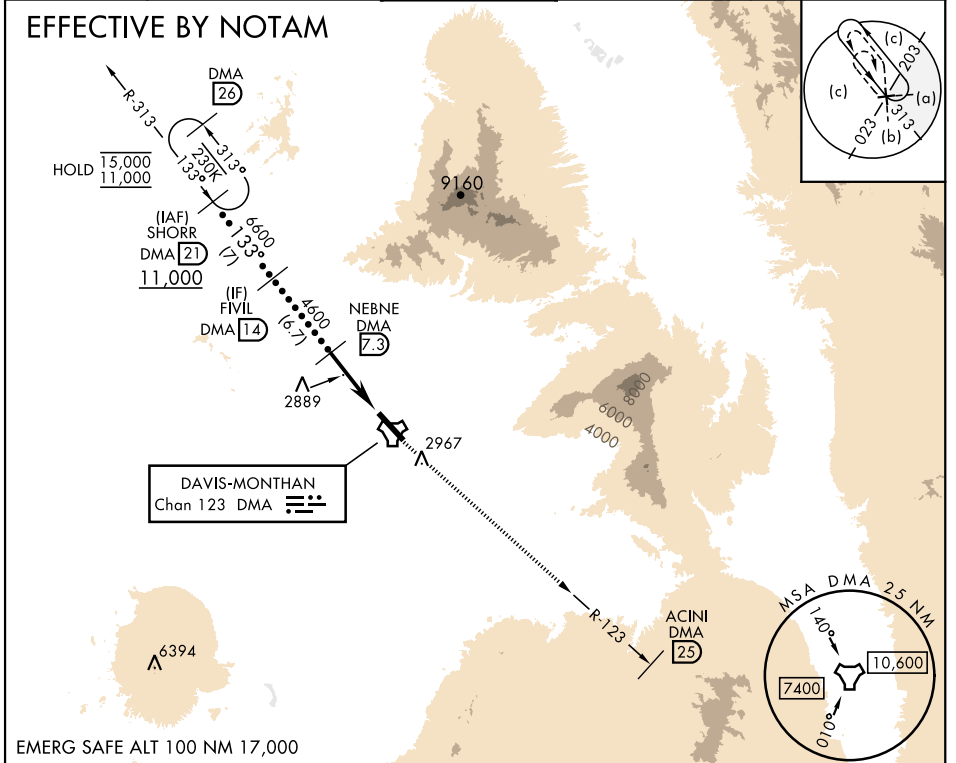 EFFECTIVE BY NOTAM
DMA
26
R-313
313°
133°
230K
HOLD 15,000
11,000
(IAF)
SHORR
DMA 21
11,000
6600
133°
(7)
(IF)
FIVIL
DMA 14
4600
(6.7)
NEBNE
DMA
7.3
2889
2967
9160
8000
6000
4000
DAVIS-MONTHAN
Chan 123 DMA
R-123
ACINI
DMA
25
6394
EMERG SAFE ALT 100 NM 17,000
(c)
203
(c)
(a)
313
(b)
023
MSA DMA 25 NM
140°
10,600
7400
010°